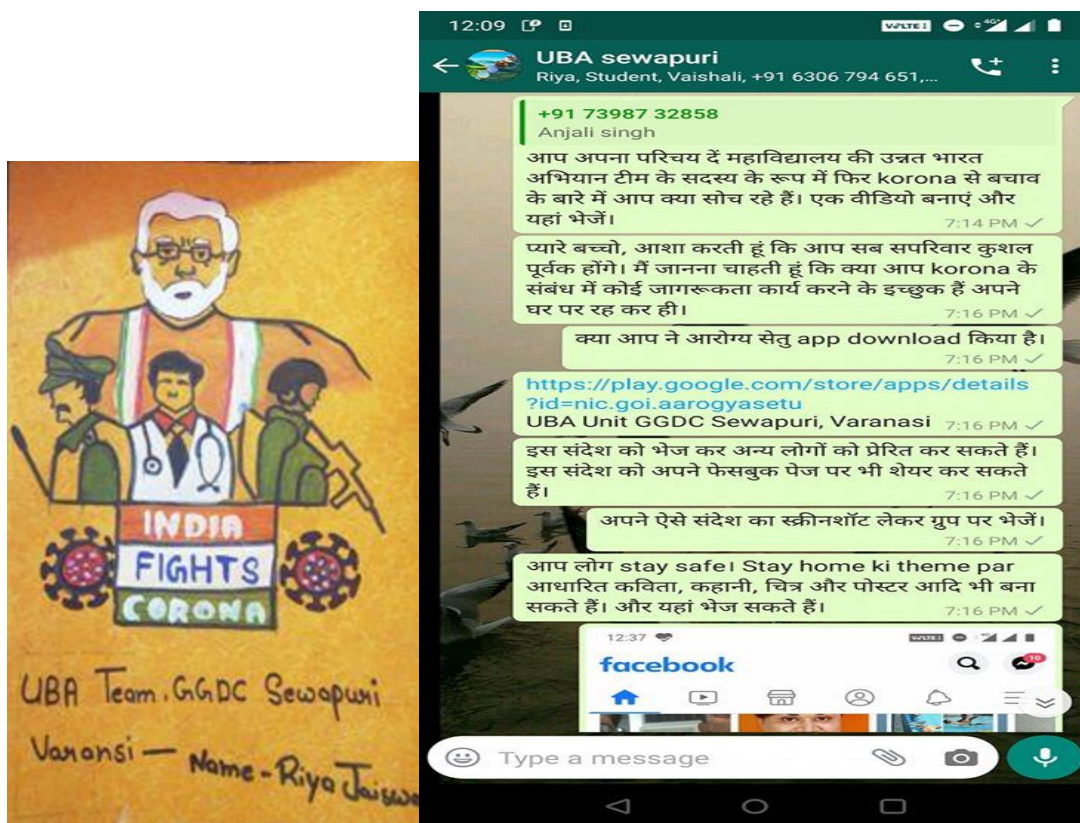 INDIA
FIGHTS
CORONA
UBA Team. GGDC Sewapuri
Varansi — Name - Riya
12:09
VoLTE1
4G+
UBA sewapuri
Riya, Student, Vaishali, +91 6306 794 651,...
+91 73987 32858
Anjali singh
आप अपना परिचय दें महाविद्यालय की उन्नत भारत
अभियान टीम के सदस्य के रूप में फिर korona से बचाव
के बारे में आप क्या सोच रहे हैं। एक वीडियो बनाएं और
यहां भेजें।
7:14 PM
प्यारे बच्चो, आशा करती हूं कि आप सब सपरिवार कुशल
पूर्वक होंगे। मैं जानना चाहती हूं कि क्या आप korona के
संबंध में कोई जागरूकता कार्य करने के इच्छुक हैं अपने
घर पर रह कर ही।
7:16 PM
क्या आप ने आरोग्य सेतु app download किया है।
7:16 PM
https://play.google.com/store/apps/details
?id=nic.goi.aarogyasetu
UBA Unit GGDC Sewapuri, Varanasi
7:16 PM
इस संदेश को भेज कर अन्य लोगों को प्रेरित कर सकते हैं।
इस संदेश को अपने फेसबुक पेज पर भी शेयर कर सकते
हैं।
7:16 PM
अपने ऐसे संदेश का स्क्रीनशॉट लेकर ग्रुप पर भेजें।
7:16 PM
आप लोग stay safe। Stay home ki theme par
आधारित कविता, कहानी, चित्र और पोस्टर आदि भी बना
सकते हैं। और यहां भेज सकते हैं।
7:16 PM
12:37
facebook
10
Type a message